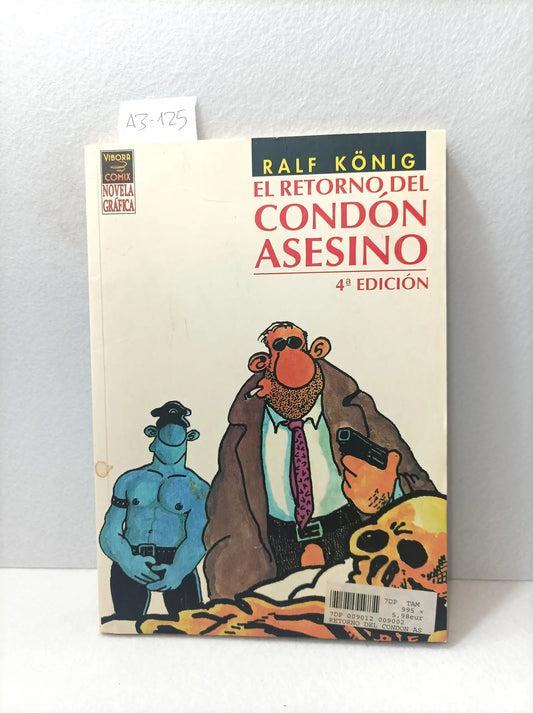 A3-125
VIBORA
COMIX
NOVELA
GRÁFICA
RALF KÖNIG
EL RETORNO DEL
CONDÓN
ASESINO
4ª EDICIÓN
7DP TAM
995 *
5,98eur
7DP 009012 009002
RETORNO DEL CONDON AS